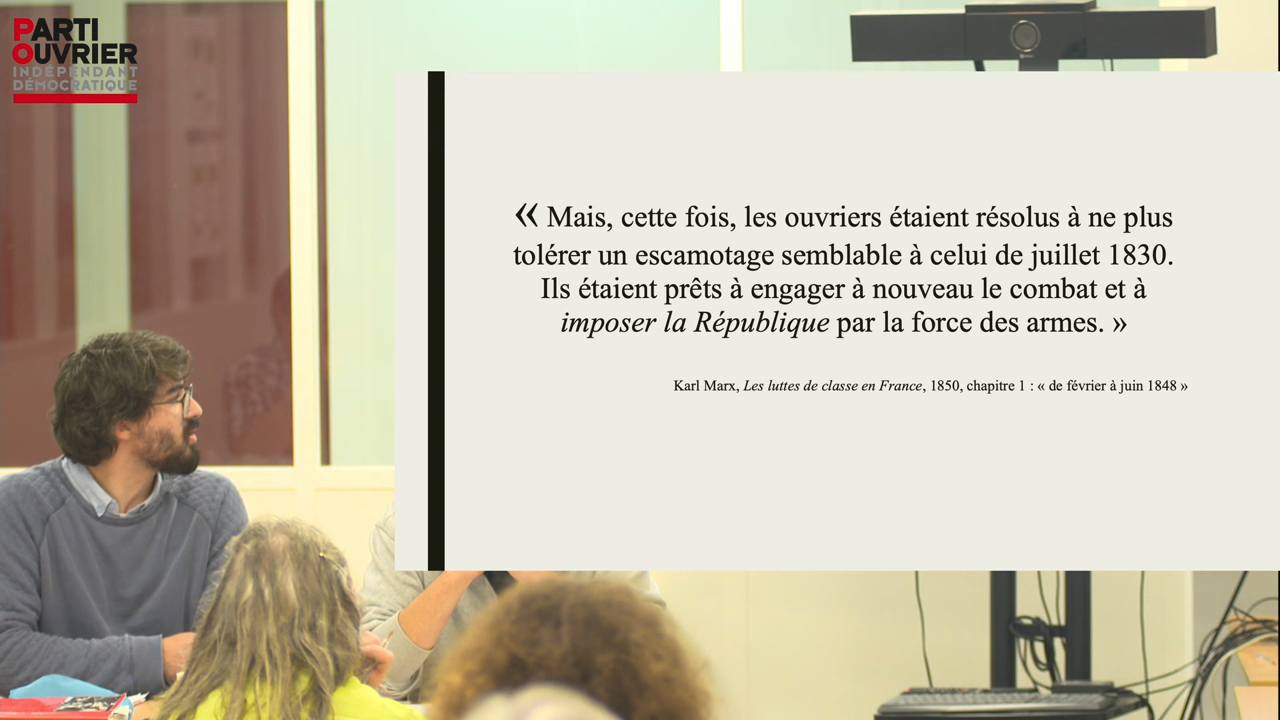 PARTI
OUVRIER
INDÉPENDANT
DÉMOCRATIQUE
« Mais, cette fois, les ouvriers étaient résolus à ne plus
tolérer un escamotage semblable à celui de juillet 1830.
Ils étaient prêts à engager à nouveau le combat et à
imposer la République par la force des armes. »
Karl Marx, Les luttes de classe en France, 1850, chapitre 1 : « de février à juin 1848 »